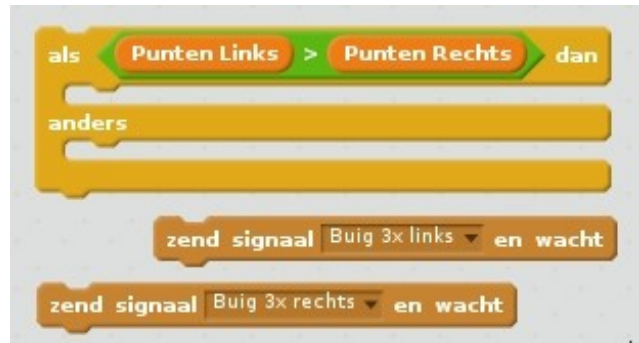 als Punten Links > Punten Rechts dan
anders
zend signaal Buig 3x links en wacht
zend signaal Buig 3x rechts en wacht